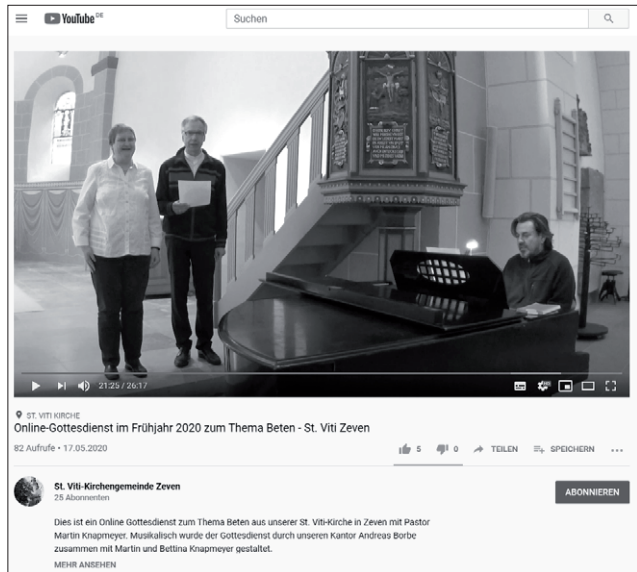 YouTube DE
Suchen
21:25 / 26:17
ST. VITI KIRCHE
Online-Gottesdienst im Frühjahr 2020 zum Thema Beten - St. Viti Zeven
82 Aufrufe • 17.05.2020
5
0
TEILEN
SPEICHERN
St. Viti-Kirchengemeinde Zeven
25 Abonnenten
ABONNIEREN
Dies ist ein Online Gottesdienst zum Thema Beten aus unserer St. Viti-Kirche in Zeven mit Pastor
Martin Knapmeyer. Musikalisch wurde der Gottesdienst durch unseren Kantor Andreas Borbe
zusammen mit Martin und Bettina Knapmeyer gestaltet.
MEHR ANSEHEN